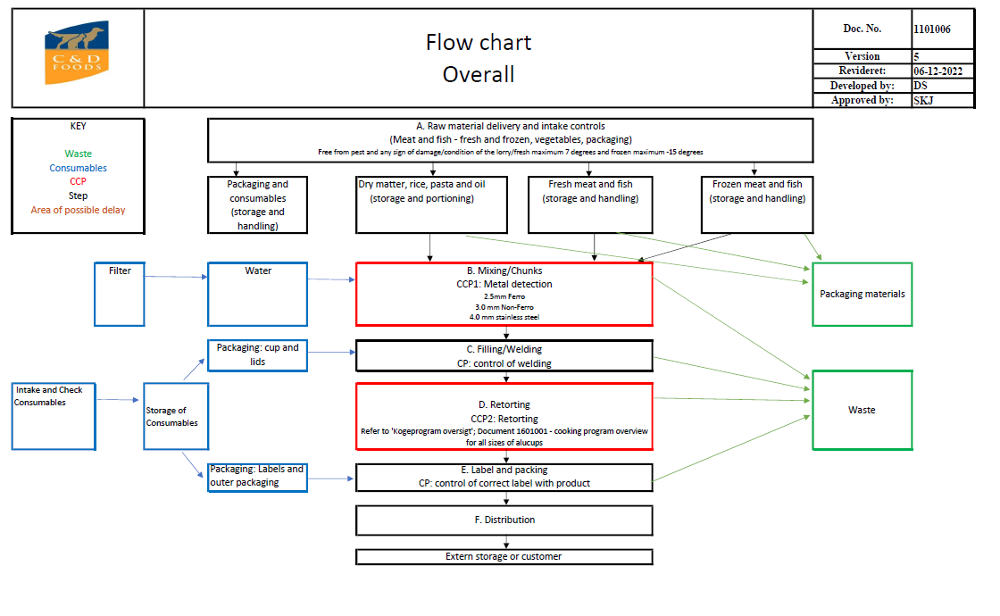 C & D
FOODS
Flow chart
Overall
Doc. No. 1101006
Version 5
Revideret: 06-12-2022
Developed by: DS
Approved by: SKJ
KEY
Waste
Consumables
CCP
Step
Area of possible delay
A. Raw material delivery and intake controls
(Meat and fish - fresh and frozen, vegetables, packaging)
Free from pest and any sign of damage/condition of the lorry/fresh maximum 7 degrees and frozen maximum -15 degrees
Packaging and
consumables
(storage and
handling)
Dry matter, rice, pasta and oil
(storage and portioning)
Fresh meat and fish
(storage and handling)
Frozen meat and fish
(storage and handling)
Filter
Water
B. Mixing/Chunks
CCP1: Metal detection
2.5mm Ferro
3.0 mm Non-Ferro
4.0 mm stainless steel
Packaging materials
Packaging: cup and
lids
C. Filling/Welding
CP: control of welding
Intake and Check
Consumables
Storage of
Consumables
D. Retorting
CCP2: Retorting
Refer to 'Kogeprogram oversigt'; Document 1601001 - cooking program overview
for all sizes of alucups
Waste
Packaging: Labels and
outer packaging
E. Label and packing
CP: control of correct label with product
F. Distribution
Extern storage or customer